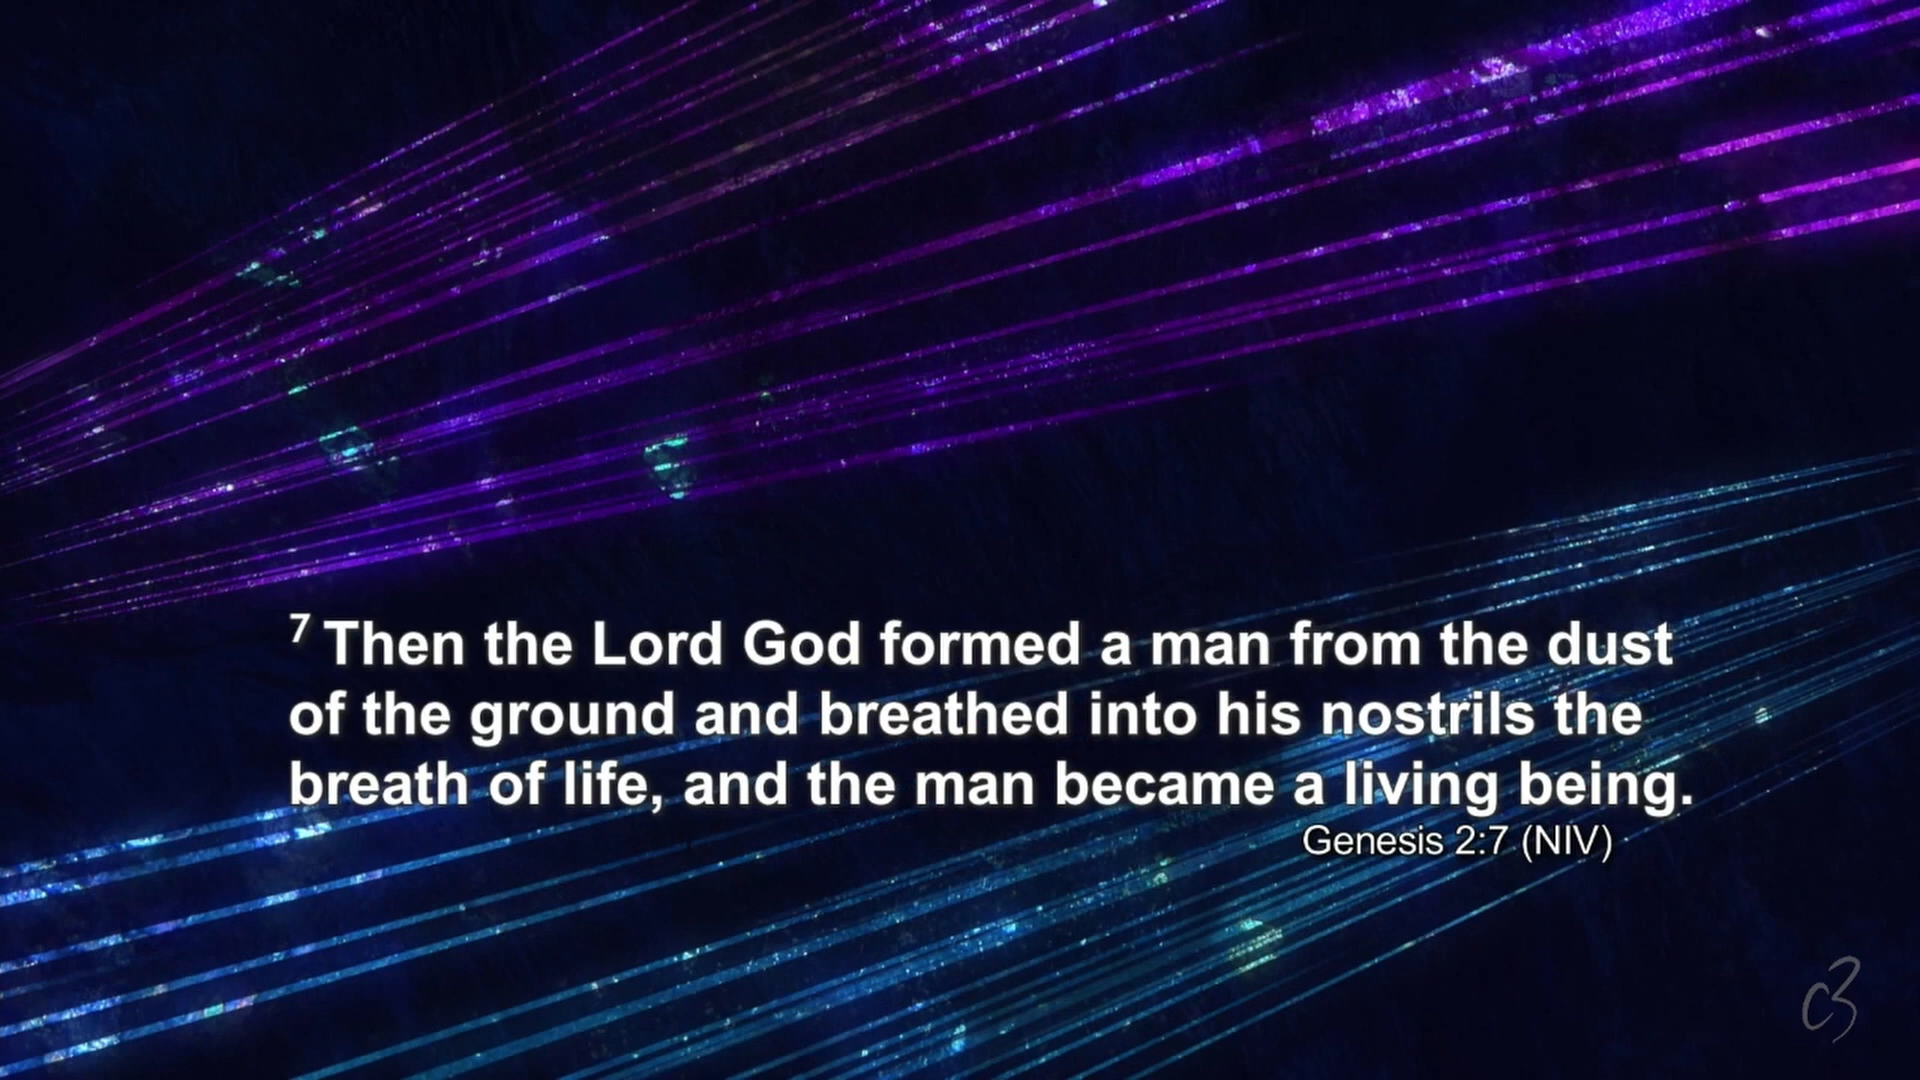 7 Then the Lord God formed a man from the dust
of the ground and breathed into his nostrils the
breath of life, and the man became a living being.
Genesis 2:7 (NIV)
c3